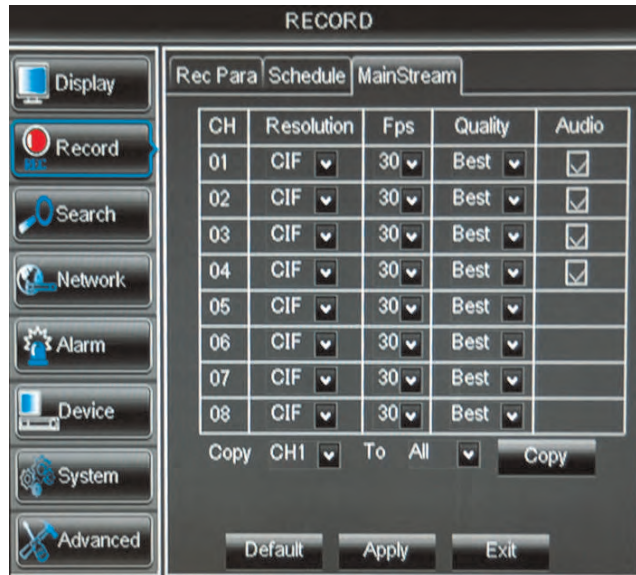 RECORD
Display
Record
REC
Search
Network
Alarm
Device
System
Advanced
Rec Para Schedule MainStream
CH Resolution Fps Quality Audio
01 CIF 30 Best
02 CIF 30 Best
03 CIF 30 Best
04 CIF 30 Best
05 CIF 30 Best
06 CIF 30 Best
07 CIF 30 Best
08 CIF 30 Best
Copy CH1 To All Copy
Default Apply Exit